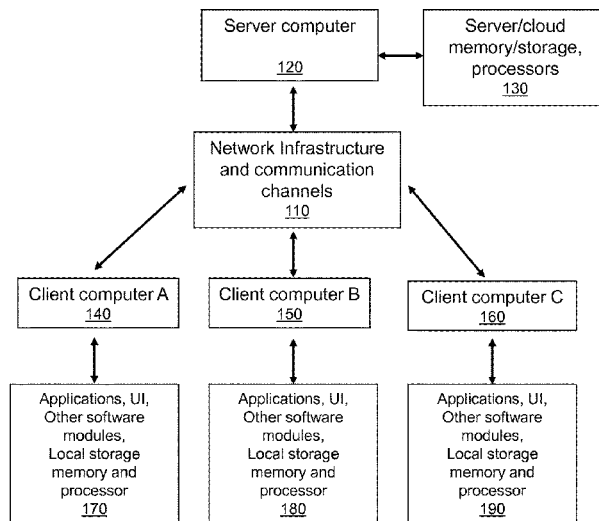 Server computer
120
Server/cloud
memory/storage,
processors
130
Network Infrastructure
and communication
channels
110
Client computer A
140
Client computer B
150
Client computer C
160
Applications, UI,
Other software
modules,
Local storage
memory and
processor
170
Applications, UI,
Other software
modules,
Local storage
memory and
processor
180
Applications, UI,
Other software
modules,
Local storage
memory and
processor
190